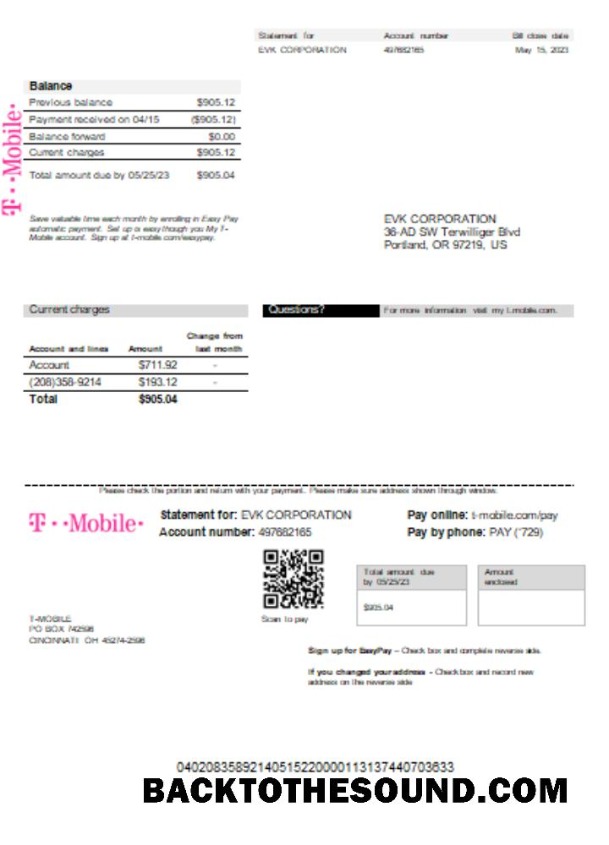 Statement for Account number Bill close date
EVK CORPORATION 497682165 May 15, 2023
Balance
Previous balance $905.12
Payment received on 04/15 ($905.12)
Balance forward $0.00
Current charges $905.12
Total amount due by 05/25/23 $905.04
T··Mobile·
Save valuable time each month by enrolling in Easy Pay
automatic payment. Set up is easy though you My T-
Mobile account. Sign up at t-mobile.com/easypay.
EVK CORPORATION
36-AD SW Terwilliger Blvd
Portland, OR 97219, US
Current charges
Questions? For more information visit my t.mobile.com.
Change from
Account and lines Amount last month
Account $711.92 -
(208)358-9214 $193.12 -
Total $905.04
Please check the portion and return with your payment. Please make sure address shown through window.
T··Mobile·
Statement for: EVK CORPORATION
Account number: 497682165
Pay online: t-mobile.com/pay
Pay by phone: PAY (*729)
Scan to pay
Total amount due
by 05/25/23
$905.04
Amount
enclosed
T-MOBILE
PO BOX 742596
CINCINNATI OH 45274-2596
Sign up for EasyPay – Check box and complete reverse side.
If you changed your address - Check box and record new
address on the reverse side
040208358921405152200001131374407036​33
BACKTOTHESOUND.COM